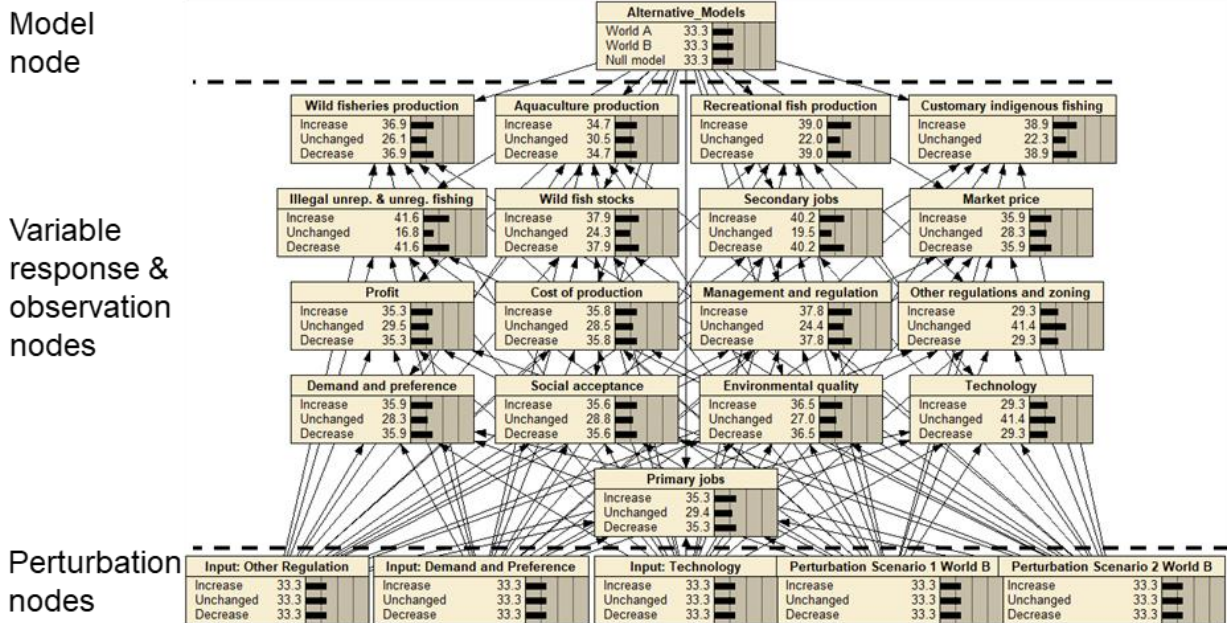 Model
node
Alternative_Models
World A 33.3
World B 33.3
Null model 33.3
Wild fisheries production
Increase 36.9
Unchanged 26.1
Decrease 36.9
Aquaculture production
Increase 34.7
Unchanged 30.5
Decrease 34.7
Recreational fish production
Increase 39.0
Unchanged 22.0
Decrease 39.0
Customary indigenous fishing
Increase 38.9
Unchanged 22.3
Decrease 38.9
Variable
response &
observation
nodes
Illegal unrep. & unreg. fishing
Increase 41.6
Unchanged 16.8
Decrease 41.6
Wild fish stocks
Increase 37.9
Unchanged 24.3
Decrease 37.9
Secondary jobs
Increase 40.2
Unchanged 19.5
Decrease 40.2
Market price
Increase 35.9
Unchanged 28.3
Decrease 35.9
Profit
Increase 35.3
Unchanged 29.5
Decrease 35.3
Cost of production
Increase 35.8
Unchanged 28.5
Decrease 35.8
Management and regulation
Increase 37.8
Unchanged 24.4
Decrease 37.8
Other regulations and zoning
Increase 29.3
Unchanged 41.4
Decrease 29.3
Demand and preference
Increase 35.9
Unchanged 28.3
Decrease 35.9
Social acceptance
Increase 35.6
Unchanged 28.8
Decrease 35.6
Environmental quality
Increase 36.5
Unchanged 27.0
Decrease 36.5
Technology
Increase 29.3
Unchanged 41.4
Decrease 29.3
Primary jobs
Increase 35.3
Unchanged 29.4
Decrease 35.3
Perturbation
nodes
Input: Other Regulation
Increase 33.3
Unchanged 33.3
Decrease 33.3
Input: Demand and Preference
Increase 33.3
Unchanged 33.3
Decrease 33.3
Input: Technology
Increase 33.3
Unchanged 33.3
Decrease 33.3
Perturbation Scenario 1 World B
Increase 33.3
Unchanged 33.3
Decrease 33.3
Perturbation Scenario 2 World B
Increase 33.3
Unchanged 33.3
Decrease 33.3